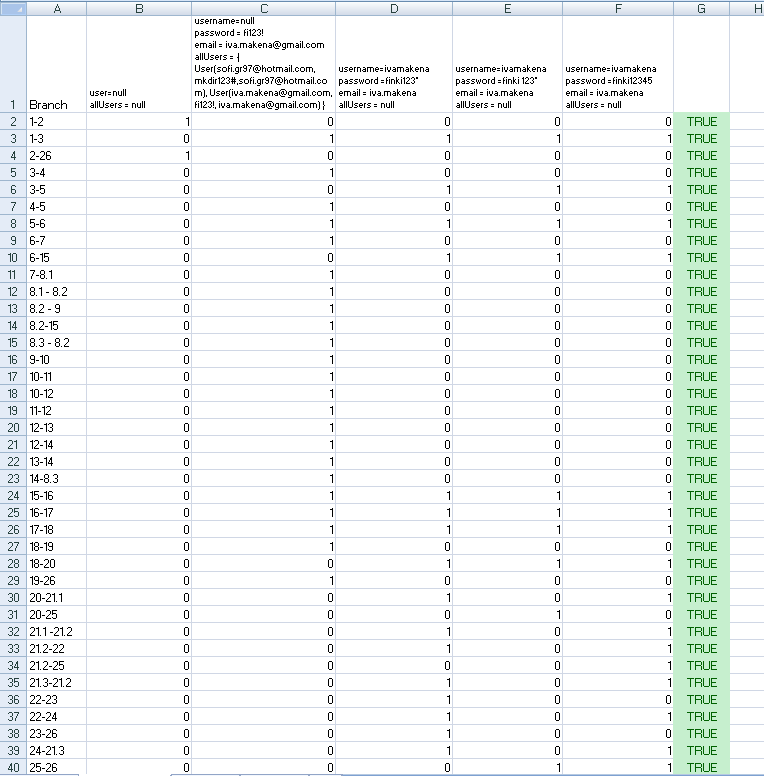 A B C D E F G H
1 Branch
user=null
allUsers = null
username=null
password = fi123!
email = iva.makena@gmail.com
allUsers = {
User(sofi.gr97@hotmail.com,
mkdir123#,sofi.gr97@hotmail.co
m), User(iva.makena@gmail.com,
fi123!, iva.makena@gmail.com) }
username=ivamakena
password =finki123"
email = iva.makena
allUsers = null
username=ivamakena
password =finki 123"
email = iva.makena
allUsers = null
username=ivamakena
password =finki12345
email = iva.makena
allUsers = null
2 1-2 1 0 0 0 0 TRUE
3 1-3 0 1 1 1 1 TRUE
4 2-26 1 0 0 0 0 TRUE
5 3-4 0 1 0 0 0 TRUE
6 3-5 0 0 1 1 1 TRUE
7 4-5 0 1 0 0 0 TRUE
8 5-6 0 1 1 1 1 TRUE
9 6-7 0 1 0 0 0 TRUE
10 6-15 0 0 1 1 1 TRUE
11 7-8.1 0 1 0 0 0 TRUE
12 8.1 - 8.2 0 1 0 0 0 TRUE
13 8.2 - 9 0 1 0 0 0 TRUE
14 8.2-15 0 1 0 0 0 TRUE
15 8.3 - 8.2 0 1 0 0 0 TRUE
16 9-10 0 1 0 0 0 TRUE
17 10-11 0 1 0 0 0 TRUE
18 10-12 0 1 0 0 0 TRUE
19 11-12 0 1 0 0 0 TRUE
20 12-13 0 1 0 0 0 TRUE
21 12-14 0 1 0 0 0 TRUE
22 13-14 0 1 0 0 0 TRUE
23 14-8.3 0 1 0 0 0 TRUE
24 15-16 0 1 1 1 1 TRUE
25 16-17 0 1 1 1 1 TRUE
26 17-18 0 1 1 1 1 TRUE
27 18-19 0 1 0 0 0 TRUE
28 18-20 0 0 1 1 1 TRUE
29 19-26 0 1 0 0 0 TRUE
30 20-21.1 0 0 1 0 1 TRUE
31 20-25 0 0 0 1 0 TRUE
32 21.1 -21.2 0 0 1 0 1 TRUE
33 21.2-22 0 0 1 0 1 TRUE
34 21.2-25 0 0 0 0 1 TRUE
35 21.3-21.2 0 0 1 0 1 TRUE
36 22-23 0 0 1 0 0 TRUE
37 22-24 0 0 1 0 1 TRUE
38 23-26 0 0 1 0 0 TRUE
39 24-21.3 0 0 1 0 1 TRUE
40 25-26 0 0 0 1 1 TRUE